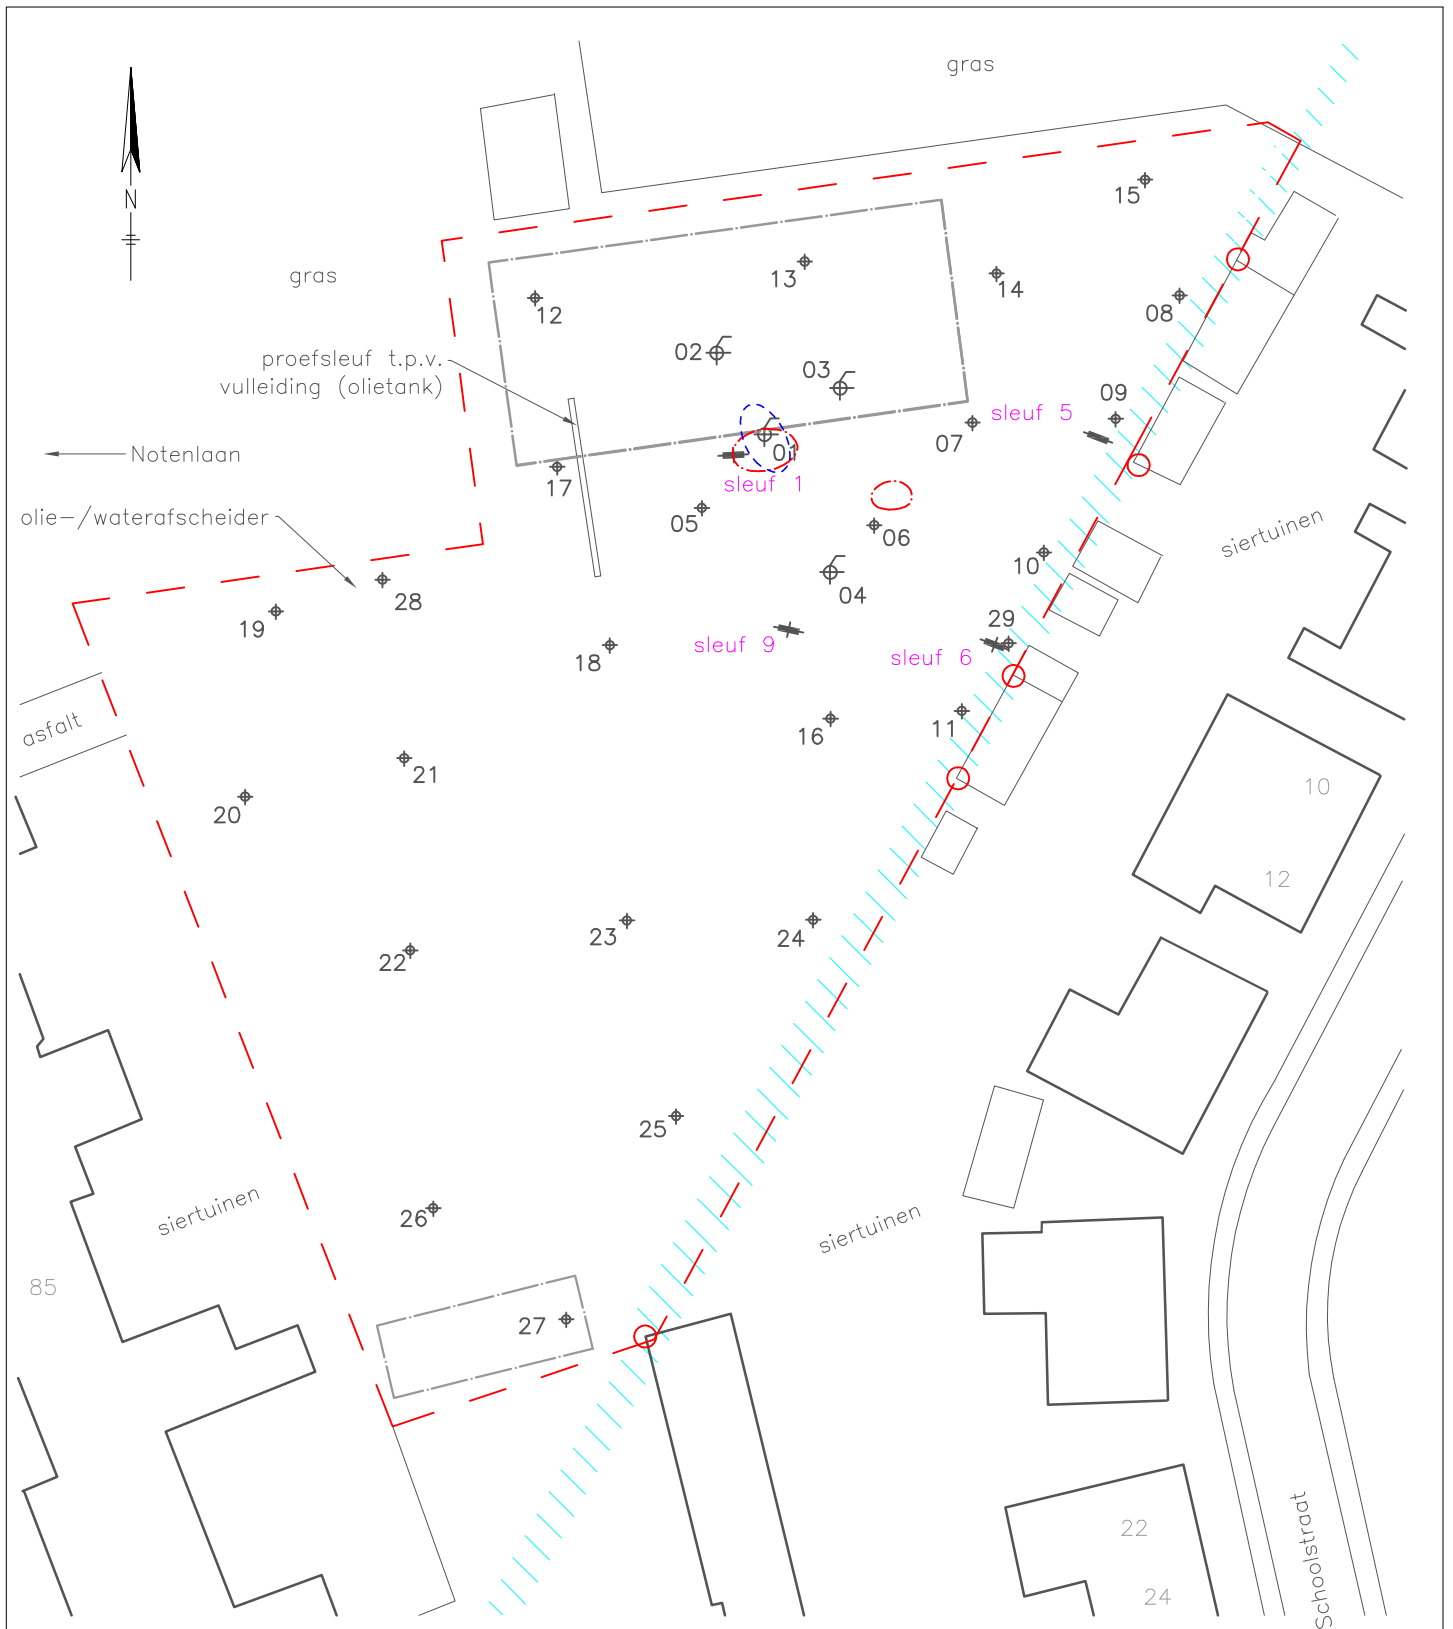 gras
N
15
gras
13
14
12
08
02
03
proefsleuf t.p.v.
vulleiding (olietank)
sleuf 5
09
07
01
Notenlaan
sleuf 1
17
olie-/waterafscheider
05
06
siertuinen
10
28
04
19
29
sleuf 9
sleuf 6
18
asfalt
16
11
21
20
10
12
23
24
22
25
siertuinen
26
siertuinen
85
27
22
24
Schoolstraat